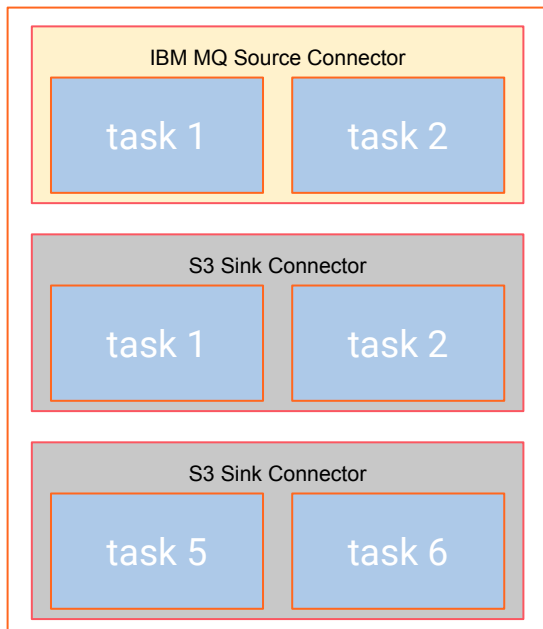 IBM MQ Source Connector
task 1 task 2
S3 Sink Connector
task 1 task 2
S3 Sink Connector
task 5 task 6